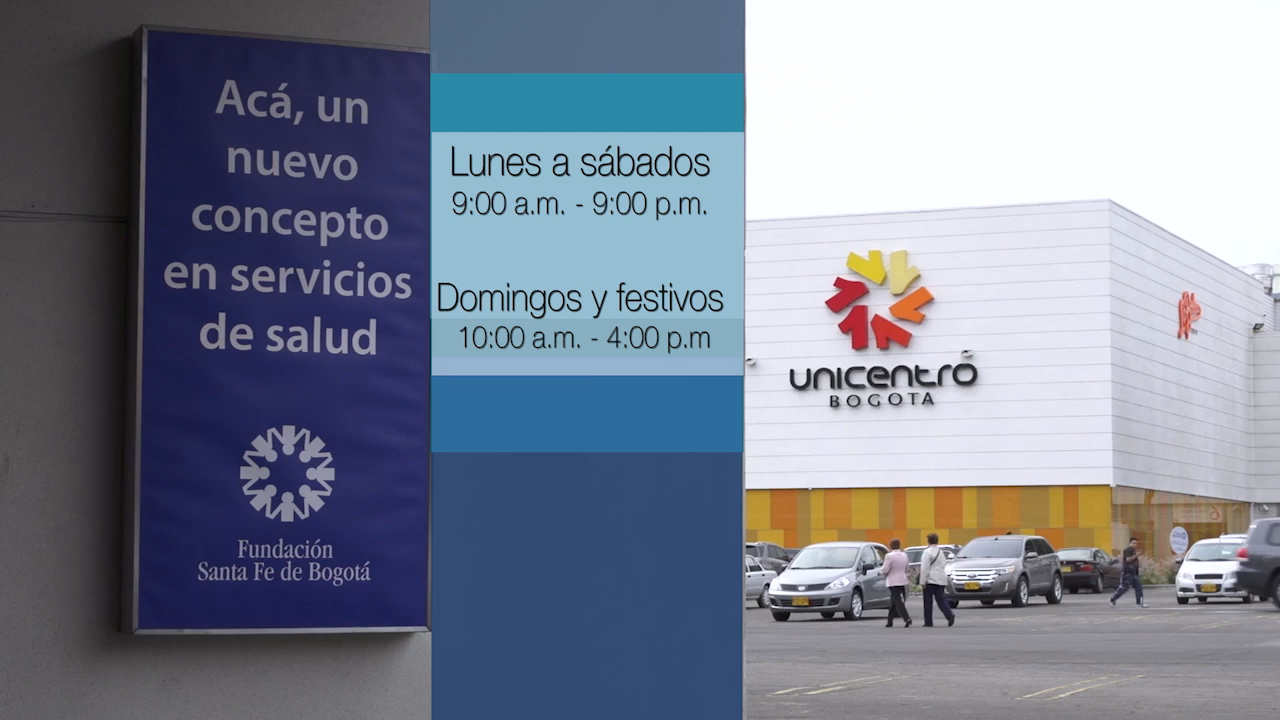 Acá, un
nuevo
concepto
en servicios
de salud
Fundación
Santa Fe de Bogotá
Lunes a sábados
9:00 a.m. - 9:00 p.m.
Domingos y festivos
10:00 a.m. - 4:00 p.m
unicentro
BOGOTA